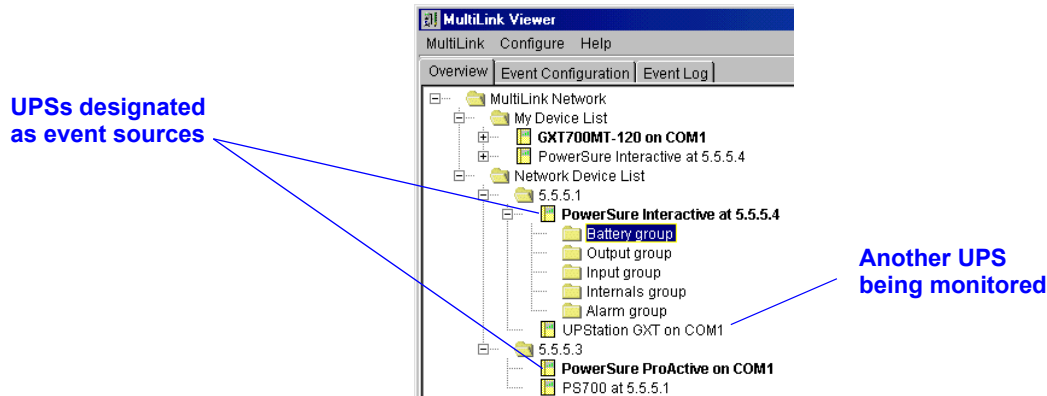 MultiLink Viewer
MultiLink Configure Help
Overview Event Configuration Event Log
UPSs designated
as event sources
MultiLink Network
My Device List
GXT700MT-120 on COM1
PowerSure Interactive at 5.5.5.4
Network Device List
5.5.5.1
PowerSure Interactive at 5.5.5.4
Battery group
Output group
Input group
Internals group
Alarm group
UPStation GXT on COM1
5.5.5.3
PowerSure ProActive on COM1
PS700 at 5.5.5.1
Another UPS
being monitored